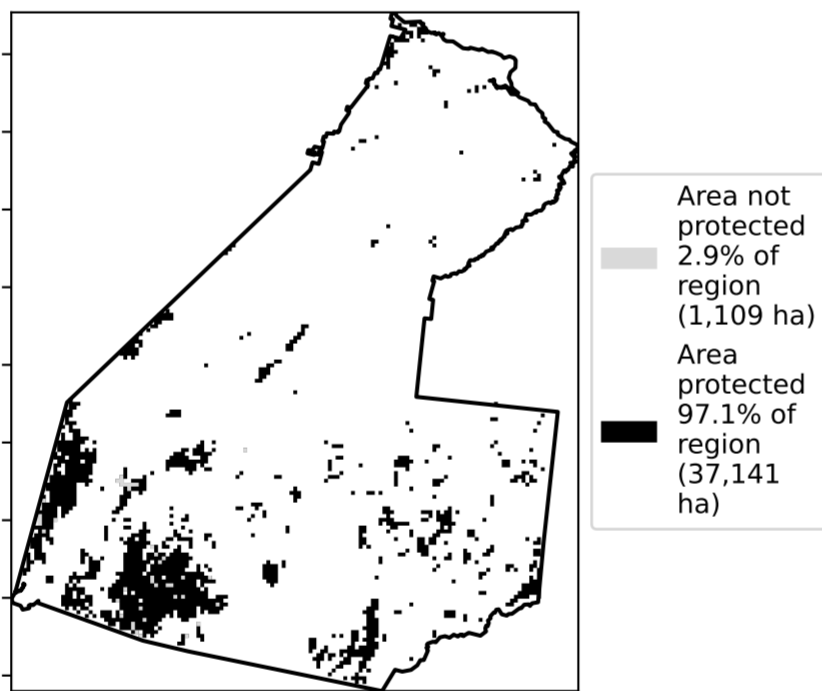 Area not
protected
2.9% of
region
(1,109 ha)
Area
protected
97.1% of
region
(37,141
ha)